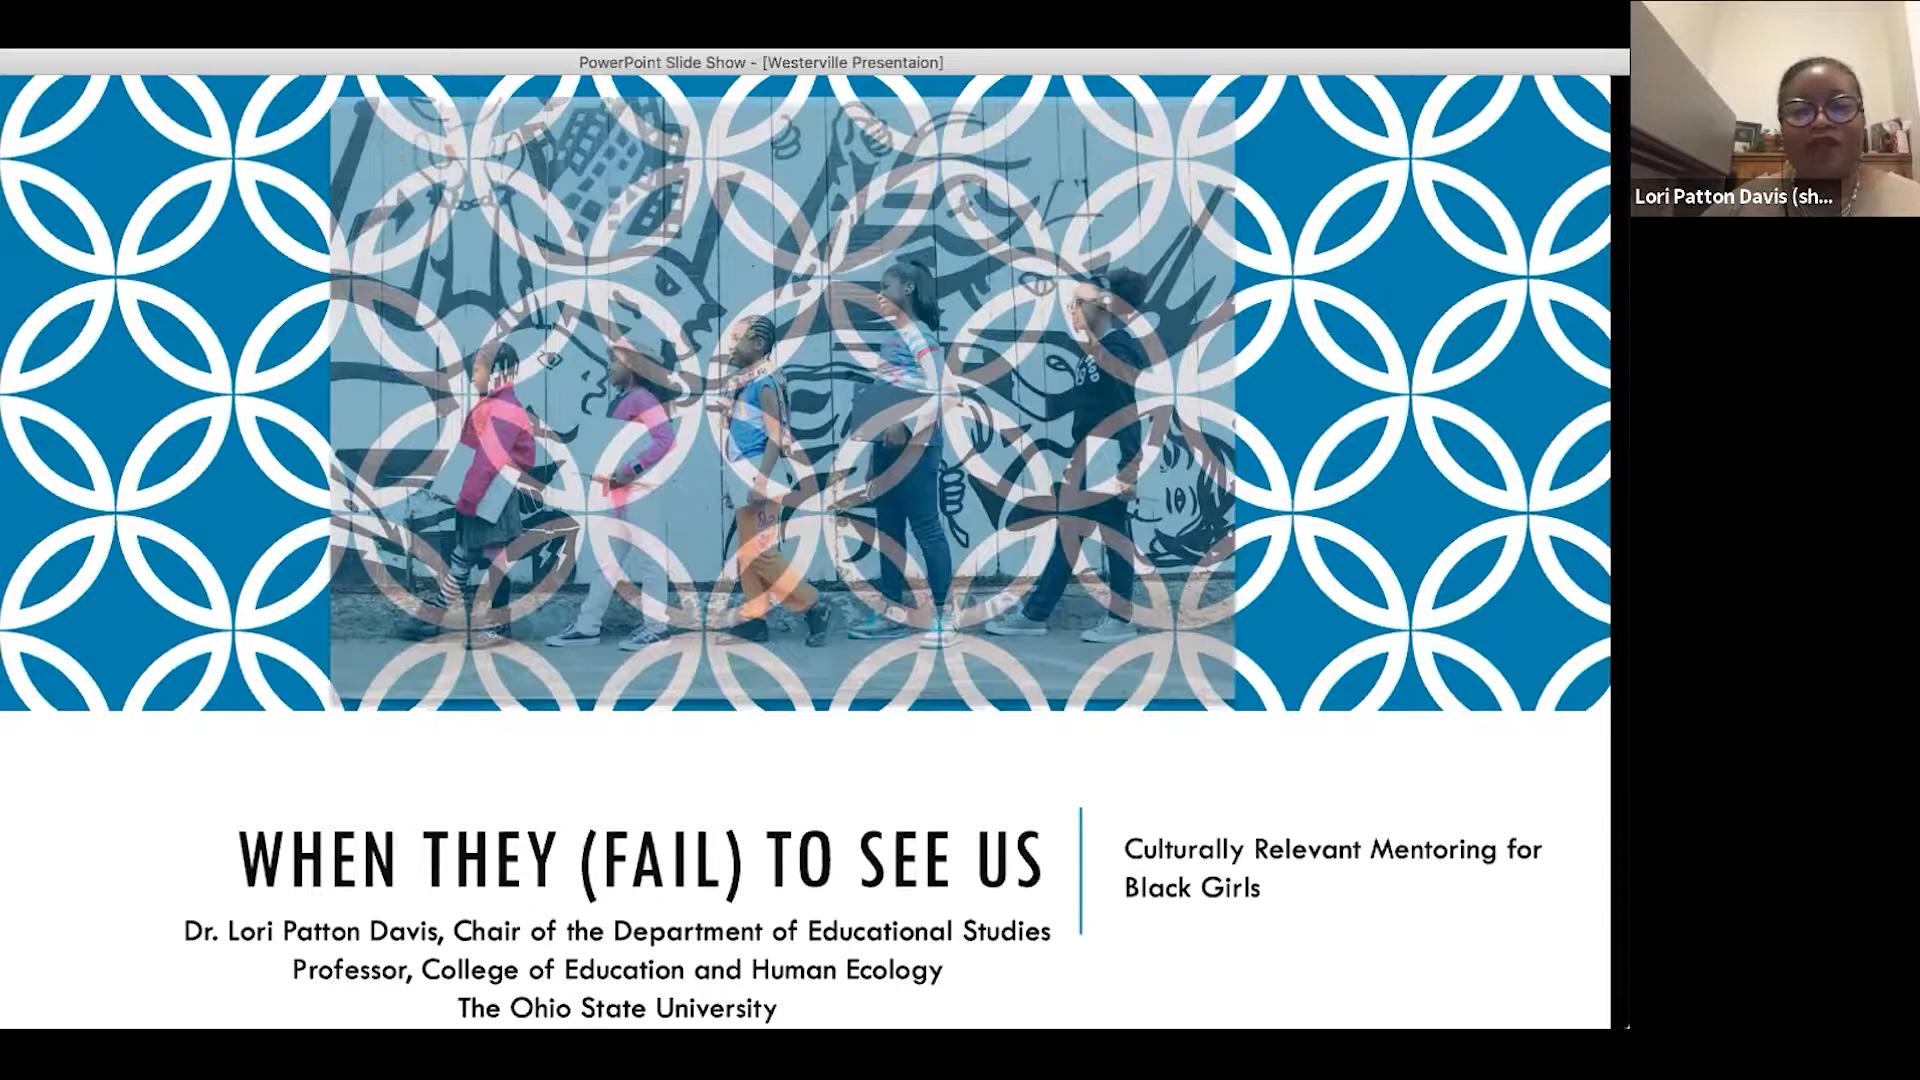 PowerPoint Slide Show - [Westerville Presentaion]
Lori Patton Davis (sh...
WHEN THEY (FAIL) TO SEE US
Dr. Lori Patton Davis, Chair of the Department of Educational Studies
Professor, College of Education and Human Ecology
The Ohio State University
Culturally Relevant Mentoring for
Black Girls